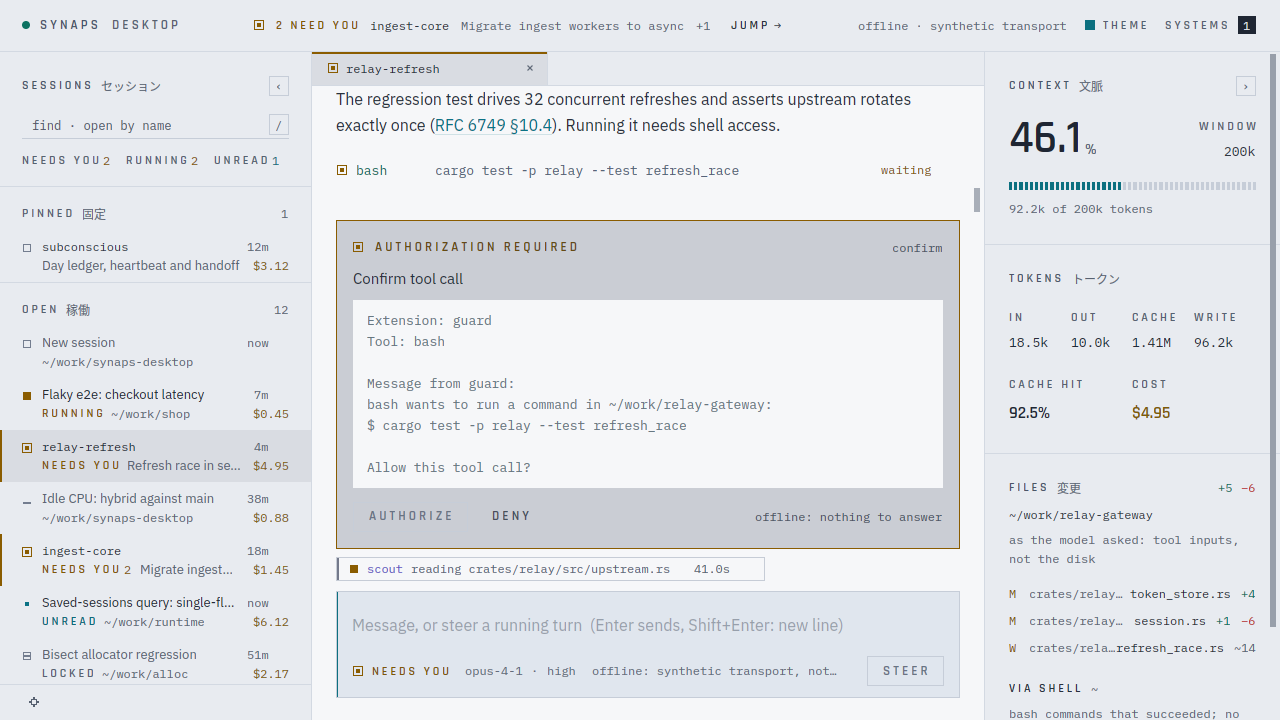 SYNAPS DESKTOP
2 NEED YOU ingest-core Migrate ingest workers to async +1 JUMP →
offline · synthetic transport THEME SYSTEMS 1
SESSIONS セッション ‹
find · open by name /
NEEDS YOU 2 RUNNING 2 UNREAD 1
PINNED 固定 1
subconscious 12m
Day ledger, heartbeat and handoff $3.12
OPEN 稼働 12
New session now
~/work/synaps-desktop
Flaky e2e: checkout latency 7m
RUNNING ~/work/shop $0.45
relay-refresh 4m
NEEDS YOU Refresh race in se… $4.95
Idle CPU: hybrid against main 38m
~/work/synaps-desktop $0.88
ingest-core 18m
NEEDS YOU 2 Migrate ingest… $1.45
Saved-sessions query: single-fl… now
UNREAD ~/work/runtime $6.12
Bisect allocator regression 51m
LOCKED ~/work/alloc $2.17
relay-refresh ×
The regression test drives 32 concurrent refreshes and asserts upstream rotates
exactly once (RFC 6749 §10.4). Running it needs shell access.
bash cargo test -p relay --test refresh_race waiting
AUTHORIZATION REQUIRED confirm
Confirm tool call
Extension: guard
Tool: bash
Message from guard:
bash wants to run a command in ~/work/relay-gateway:
$ cargo test -p relay --test refresh_race
Allow this tool call?
AUTHORIZE DENY offline: nothing to answer
scout reading crates/relay/src/upstream.rs 41.0s
Message, or steer a running turn (Enter sends, Shift+Enter: new line)
NEEDS YOU opus-4-1 · high offline: synthetic transport, not… STEER
CONTEXT 文脈 ›
46.1% WINDOW
200k
92.2k of 200k tokens
TOKENS トークン
IN OUT CACHE WRITE
18.5k 10.0k 1.41M 96.2k
CACHE HIT COST
92.5% $4.95
FILES 変更 +5 −6
~/work/relay-gateway
as the model asked: tool inputs,
not the disk
M crates/relay… token_store.rs +4
M crates/relay… session.rs +1 −6
W crates/rela…refresh_race.rs ~14
VIA SHELL ~
bash commands that succeeded; no